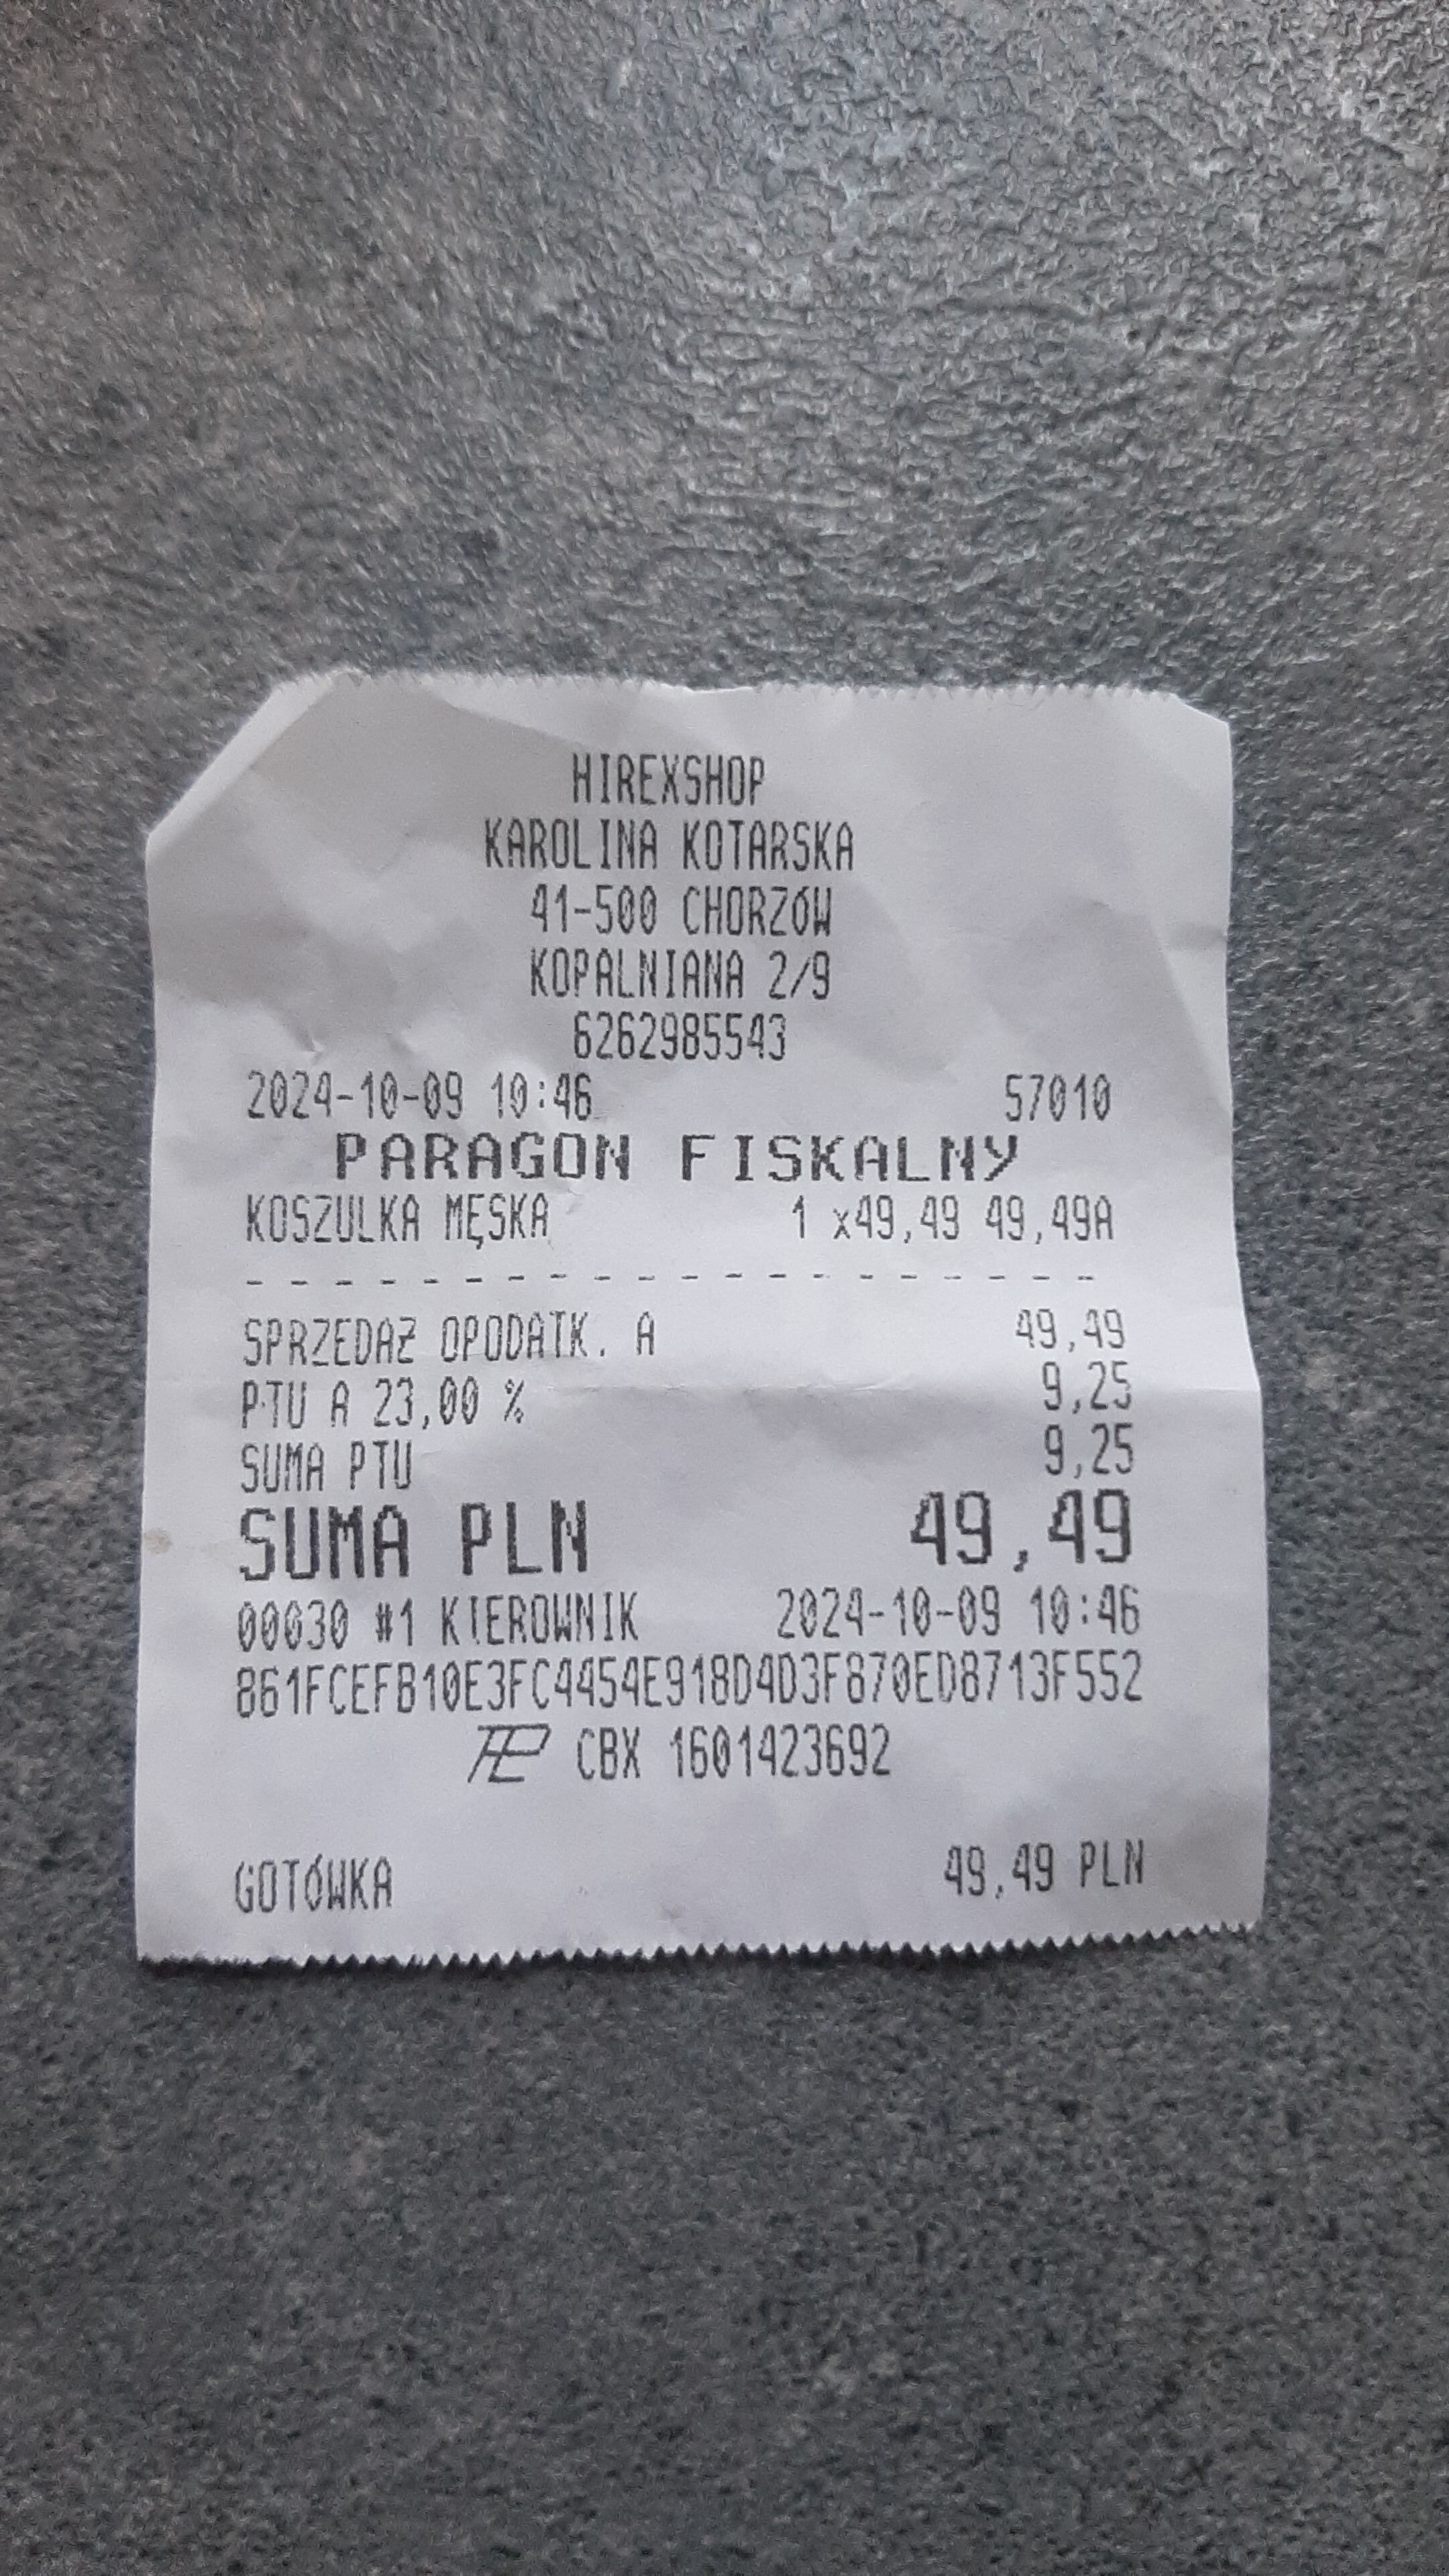 HIREXSHOP
KAROLINA KOTARSKA
41-500 CHORZÓW
KOPALNIANA 2/9
6262985543
2024-10-09 10:46 57010
PARAGON FISKALNY
KOSZULKA MĘSKA 1 x49,49 49,49A
- - - - - - - - - - - - - - - - - - - - - - - -
SPRZEDAŻ OPODATK. A 49,49
PTU A 23,00 % 9,25
SUMA PTU 9,25
SUMA PLN 49,49
00030 #1 KIEROWNIK 2024-10-09 10:46
861FCEFB10E3FC4454E918D4D3F870ED8713F552
CBX 1601423692
GOTÓWKA 49,49 PLN